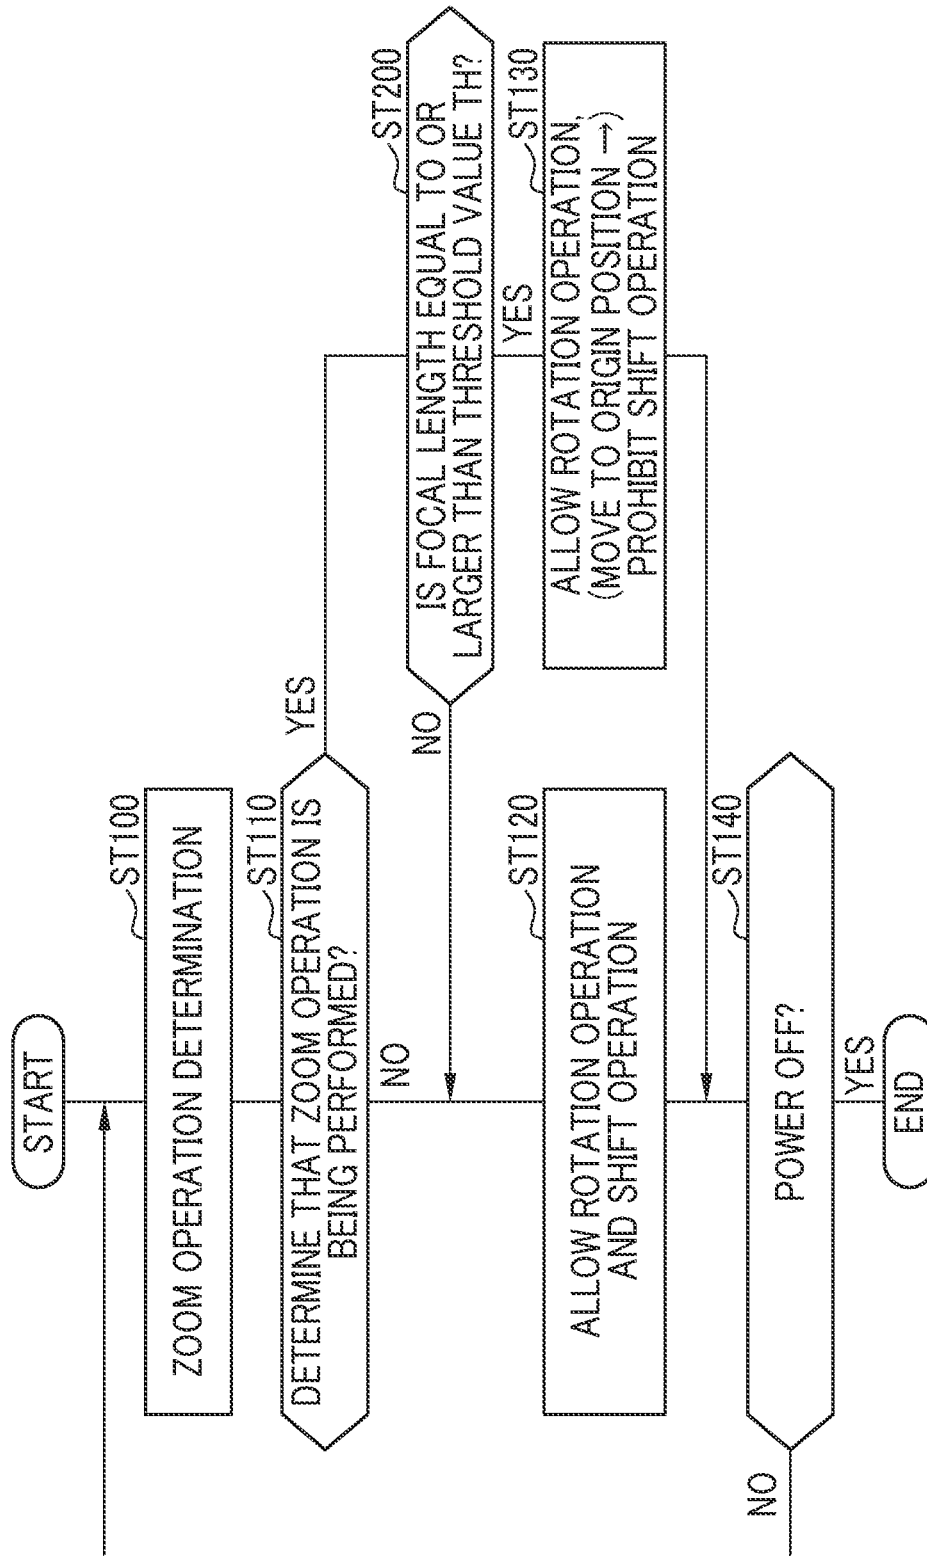 START
ST100
ZOOM OPERATION DETERMINATION
ST110
DETERMINE THAT ZOOM OPERATION IS
BEING PERFORMED?
YES
NO
ST200
IS FOCAL LENGTH EQUAL TO OR
LARGER THAN THRESHOLD VALUE TH?
NO
YES
ST120
ALLOW ROTATION OPERATION
AND SHIFT OPERATION
ST130
ALLOW ROTATION OPERATION,
(MOVE TO ORIGIN POSITION →)
PROHIBIT SHIFT OPERATION
ST140
POWER OFF?
NO
YES
END